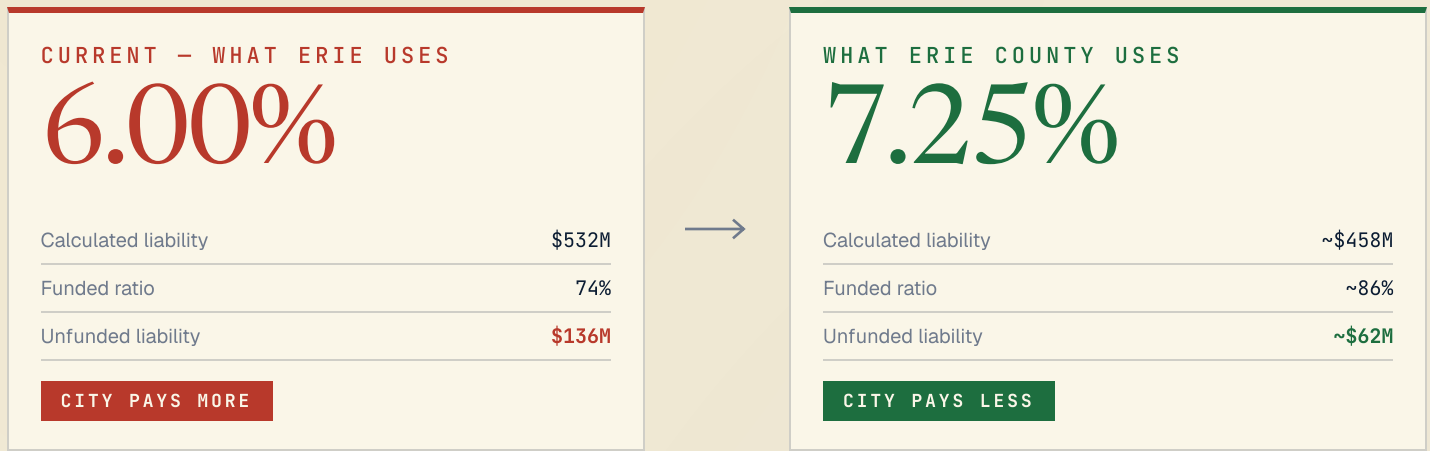 CURRENT — WHAT ERIE USES
6.00%
Calculated liability $532M
Funded ratio 74%
Unfunded liability $136M
CITY PAYS MORE
WHAT ERIE COUNTY USES
7.25%
Calculated liability ~$458M
Funded ratio ~86%
Unfunded liability ~$62M
CITY PAYS LESS